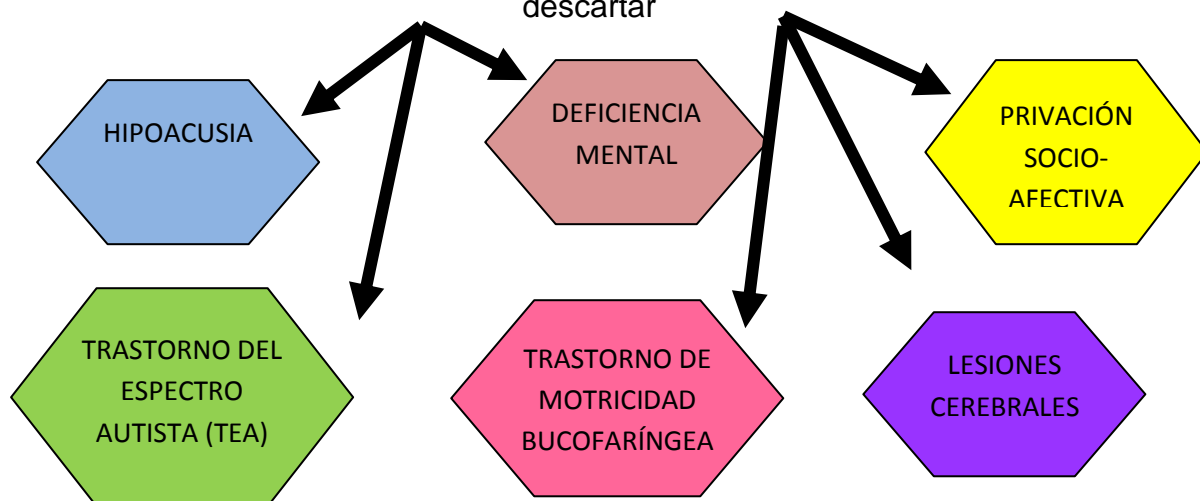 descartar
HIPOACUSIA
DEFICIENCIA
MENTAL
PRIVACIÓN
SOCIO-
AFECTIVA
TRASTORNO DEL
ESPECTRO
AUTISTA (TEA)
TRASTORNO DE
MOTRICIDAD
BUCOFARÍNGEA
LESIONES
CEREBRALES